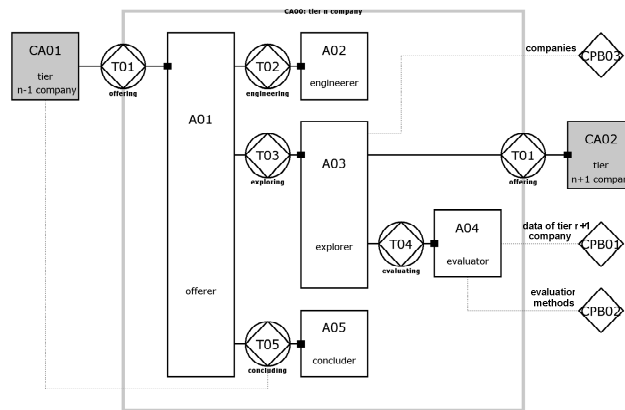 CA00: tier n company
CA01
tier
n-1 company
T01
offering
A01
offerer
T02
engineering
A02
engineerer
companies
CPB03
T03
exploring
A03
explorer
T01
offering
CA02
tier
n+1 compar
T04
evaluating
A04
evaluator
data of tier r+1
company
CPB01
evaluatior
methods
CPB02
T05
concluding
A05
concluder